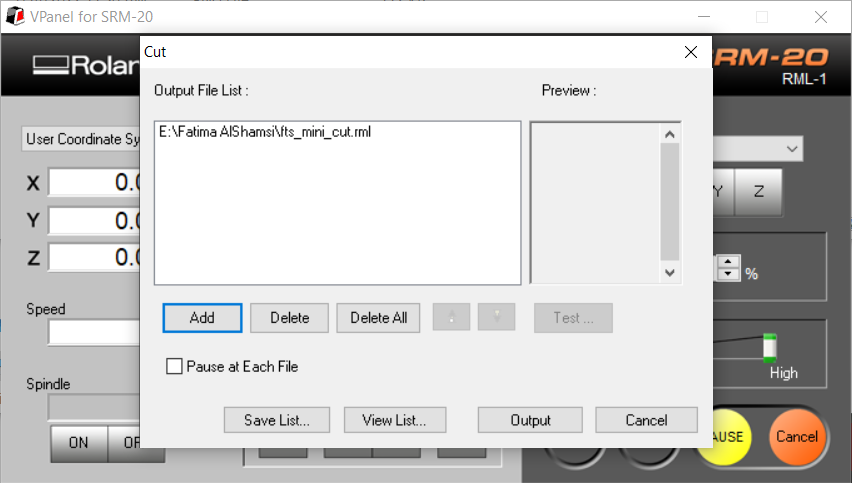 VPanel for SRM-20
Cut
Roland
SRM-20
RML-1
Output File List :
Preview :
E:\Fatima AlShamsi\fts_mini_cut.rml
User Coordinate Sy
X
0.0
Y
0.0
Z
0.0
Y
Z
%
Speed
Add
Delete
Delete All
Test ...
Pause at Each File
High
Spindle
Save List...
View List...
Output
Cancel
ON
OF
AUSE
Cancel